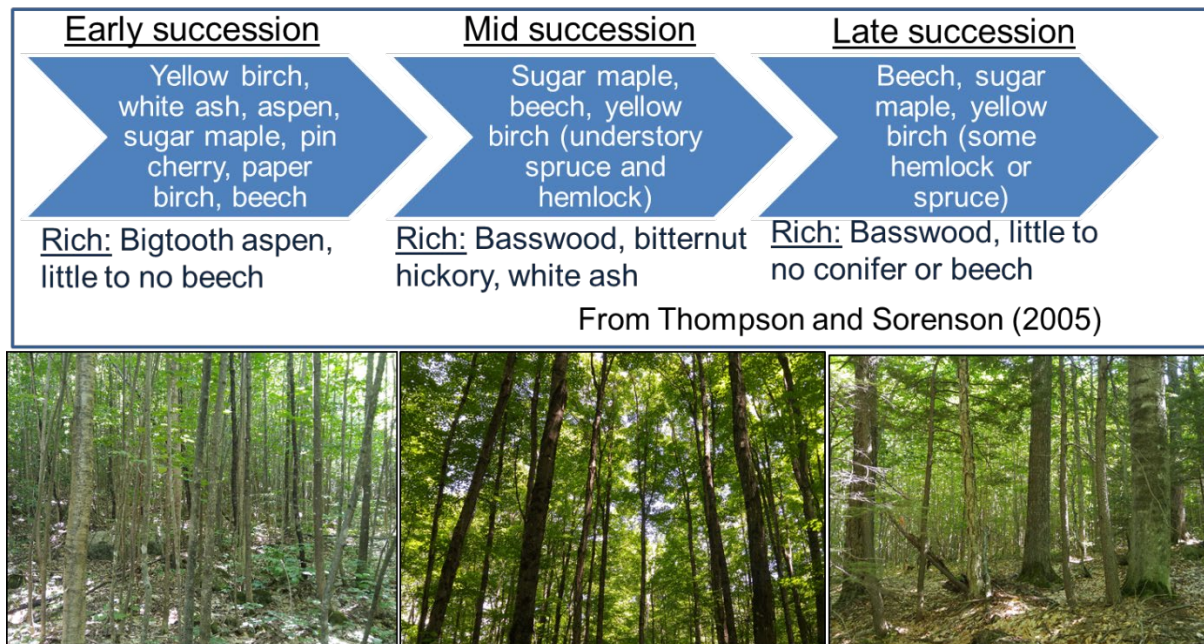 Early succession
Yellow birch,
white ash, aspen,
sugar maple, pin
cherry, paper
birch, beech
Rich: Bigtooth aspen,
little to no beech
Mid succession
Sugar maple,
beech, yellow
birch (understory
spruce and
hemlock)
Rich: Basswood, bitternut
hickory, white ash
Late succession
Beech, sugar
maple, yellow
birch (some
hemlock or
spruce)
Rich: Basswood, little to
no conifer or beech
From Thompson and Sorenson (2005)